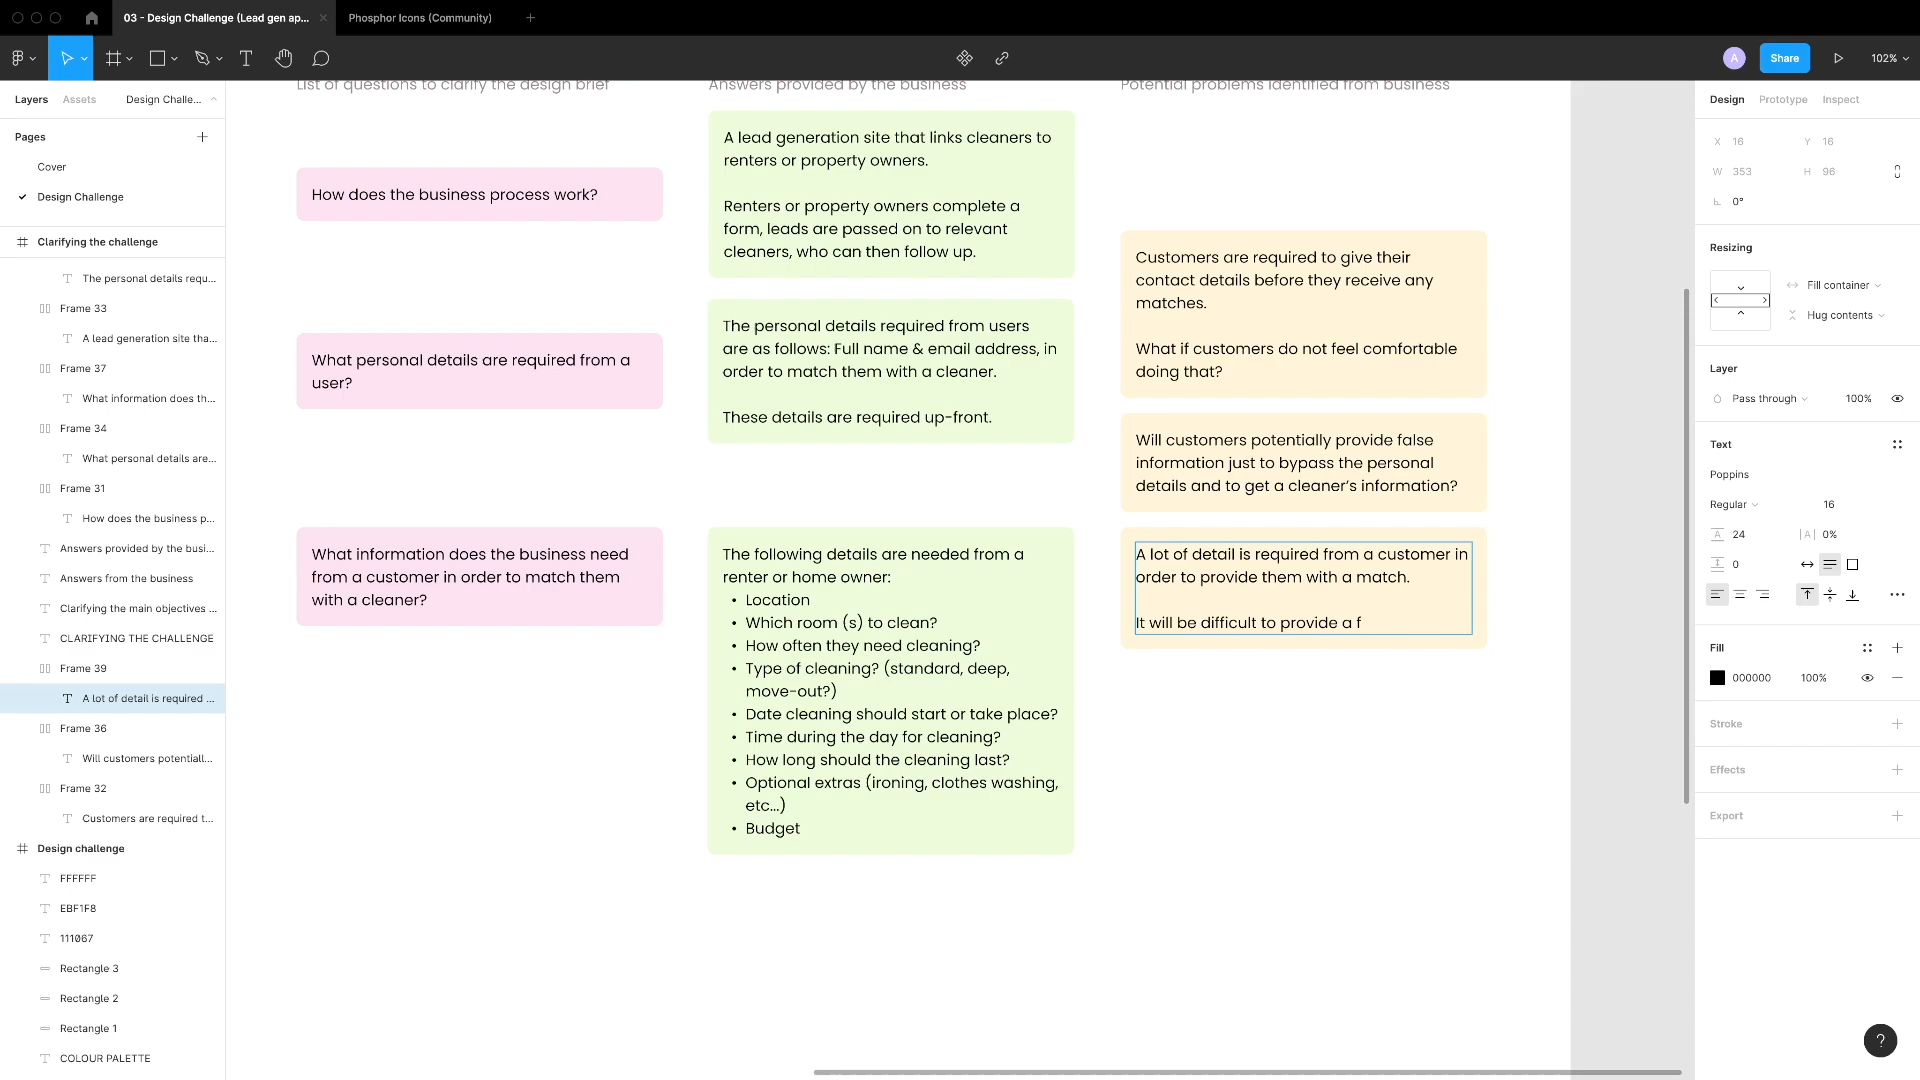 03 - Design Challenge (Lead gen ap...
Phosphor Icons (Community)
A
Share
102%
Layers
Assets
Design Challe...
Pages
Cover
Design Challenge
Clarifying the challenge
The personal details requ...
Frame 33
A lead generation site tha...
Frame 37
What information does th...
Frame 34
What personal details are...
Frame 31
How does the business p...
Answers provided by the busi...
Answers from the business
Clarifying the main objectives ...
CLARIFYING THE CHALLENGE
Frame 39
A lot of detail is required ...
Frame 36
Will customers potentiall...
Frame 32
Customers are required t...
Design challenge
FFFFFF
EBF1F8
111067
Rectangle 3
Rectangle 2
Rectangle 1
COLOUR PALETTE
List of questions to clarify the design brief
How does the business process work?
What personal details are required from a
user?
What information does the business need
from a customer in order to match them
with a cleaner?
Answers provided by the business
A lead generation site that links cleaners to
renters or property owners.
Renters or property owners complete a
form, leads are passed on to relevant
cleaners, who can then follow up.
The personal details required from users
are as follows: Full name & email address, in
order to match them with a cleaner.
These details are required up-front.
The following details are needed from a
renter or home owner:
• Location
• Which room (s) to clean?
• How often they need cleaning?
• Type of cleaning? (standard, deep,
move-out?)
• Date cleaning should start or take place?
• Time during the day for cleaning?
• How long should the cleaning last?
• Optional extras (ironing, clothes washing,
etc...)
• Budget
Potential problems identified from business
Customers are required to give their
contact details before they receive any
matches.
What if customers do not feel comfortable
doing that?
Will customers potentially provide false
information just to bypass the personal
details and to get a cleaner's information?
A lot of detail is required from a customer in
order to provide them with a match.
It will be difficult to provide a f
Design
Prototype
Inspect
X 16 Y 16
W 353 H 96
0°
Resizing
Fill container
Hug contents
Layer
Pass through 100%
Text
Poppins
Regular 16
A 24 |A| 0%
0
Fill
000000 100%
Stroke
Effects
Export
?